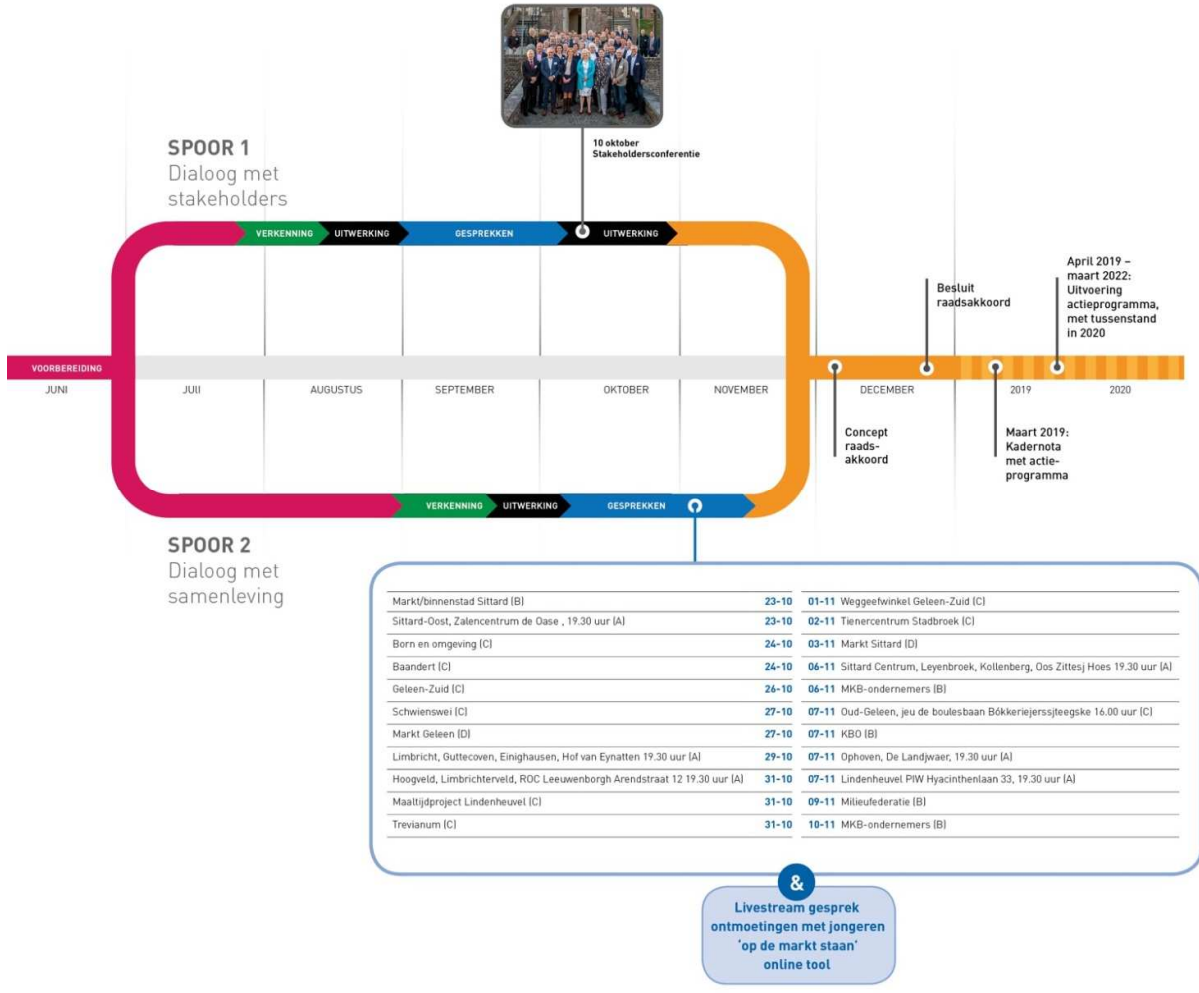 10 oktober
Stakeholdersconferentie
SPOOR 1
Dialoog met
stakeholders
VERKENNING
UITWERKING
GESPREKKEN
UITWERKING
April 2019 –
maart 2022:
Uitvoering
actieprogramma,
met tussenstand
in 2020
Besluit
raadsakkoord
VOORBEREIDING
JUNI
JULI
AUGUSTUS
SEPTEMBER
OKTOBER
NOVEMBER
DECEMBER
2019
2020
Concept
raads-
akkoord
Maart 2019:
Kadernota
met actie-
programma
VERKENNING
UITWERKING
GESPREKKEN
SPOOR 2
Dialoog met
samenleving
Markt/binnenstad Sittard (B) 23-10
Sittard-Oost, Zalencentrum de Oase , 19.30 uur (A) 23-10
Born en omgeving (C) 24-10
Baandert (C) 24-10
Geleen-Zuid (C) 26-10
Schwienswei (C) 27-10
Markt Geleen (D) 27-10
Limbricht, Guttecoven, Einighausen, Hof van Eynatten 19.30 uur (A) 29-10
Hoogveld, Limbrichterveld, ROC Leeuwenborgh Arendstraat 12 19.30 uur (A) 31-10
Maaltijdproject Lindenheuvel (C) 31-10
Trevianum (C) 31-10
01-11 Weggeefwinkel Geleen-Zuid (C)
02-11 Tienercentrum Stadbroek (C)
03-11 Markt Sittard (D)
06-11 Sittard Centrum, Leyenbroek, Kollenberg, Oos Zittesj Hoes 19.30 uur (A)
06-11 MKB-ondernemers (B)
07-11 Oud-Geleen, jeu de boulesbaan Bókkeriejerssjteegske 16.00 uur (C)
07-11 KBO (B)
07-11 Ophoven, De Landjwaer, 19.30 uur (A)
07-11 Lindenheuvel PIW Hyacinthenlaan 33, 19.30 uur (A)
09-11 Milieufederatie (B)
10-11 MKB-ondernemers (B)
&
Livestream gesprek
ontmoetingen met jongeren
'op de markt staan'
online tool